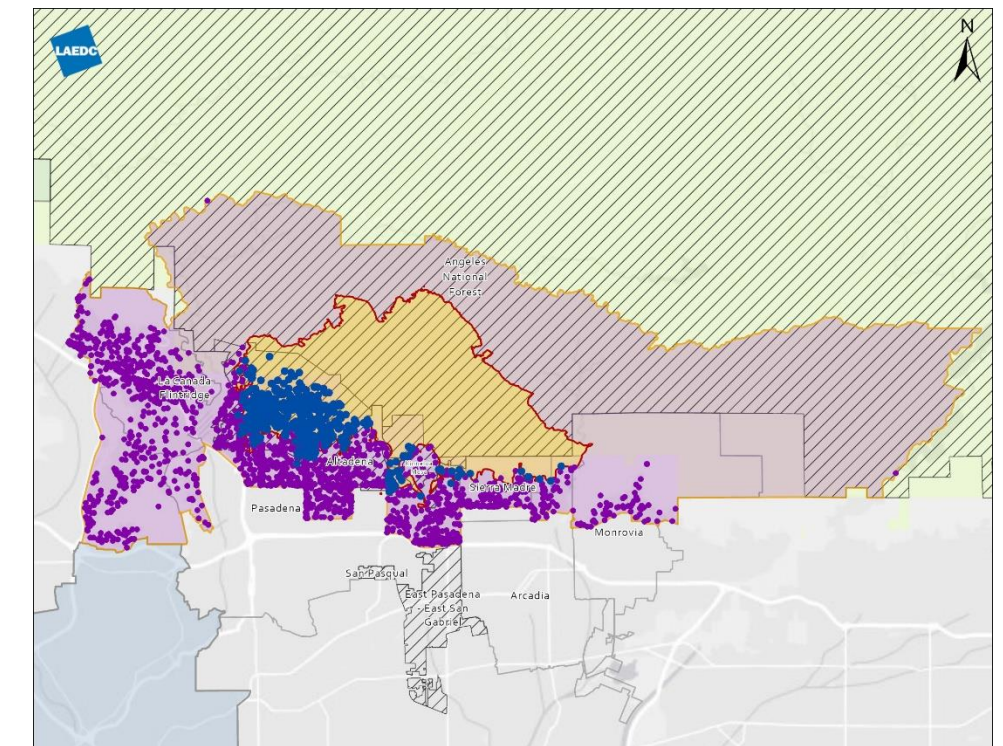 LAEDC
N
Angeles
National
Forest
La Cañada
Flintridge
Altadena
Sierra Madre
Pasadena
Monrovia
San Pasqual
East Pasadena
- East San
Gabriel
Arcadia